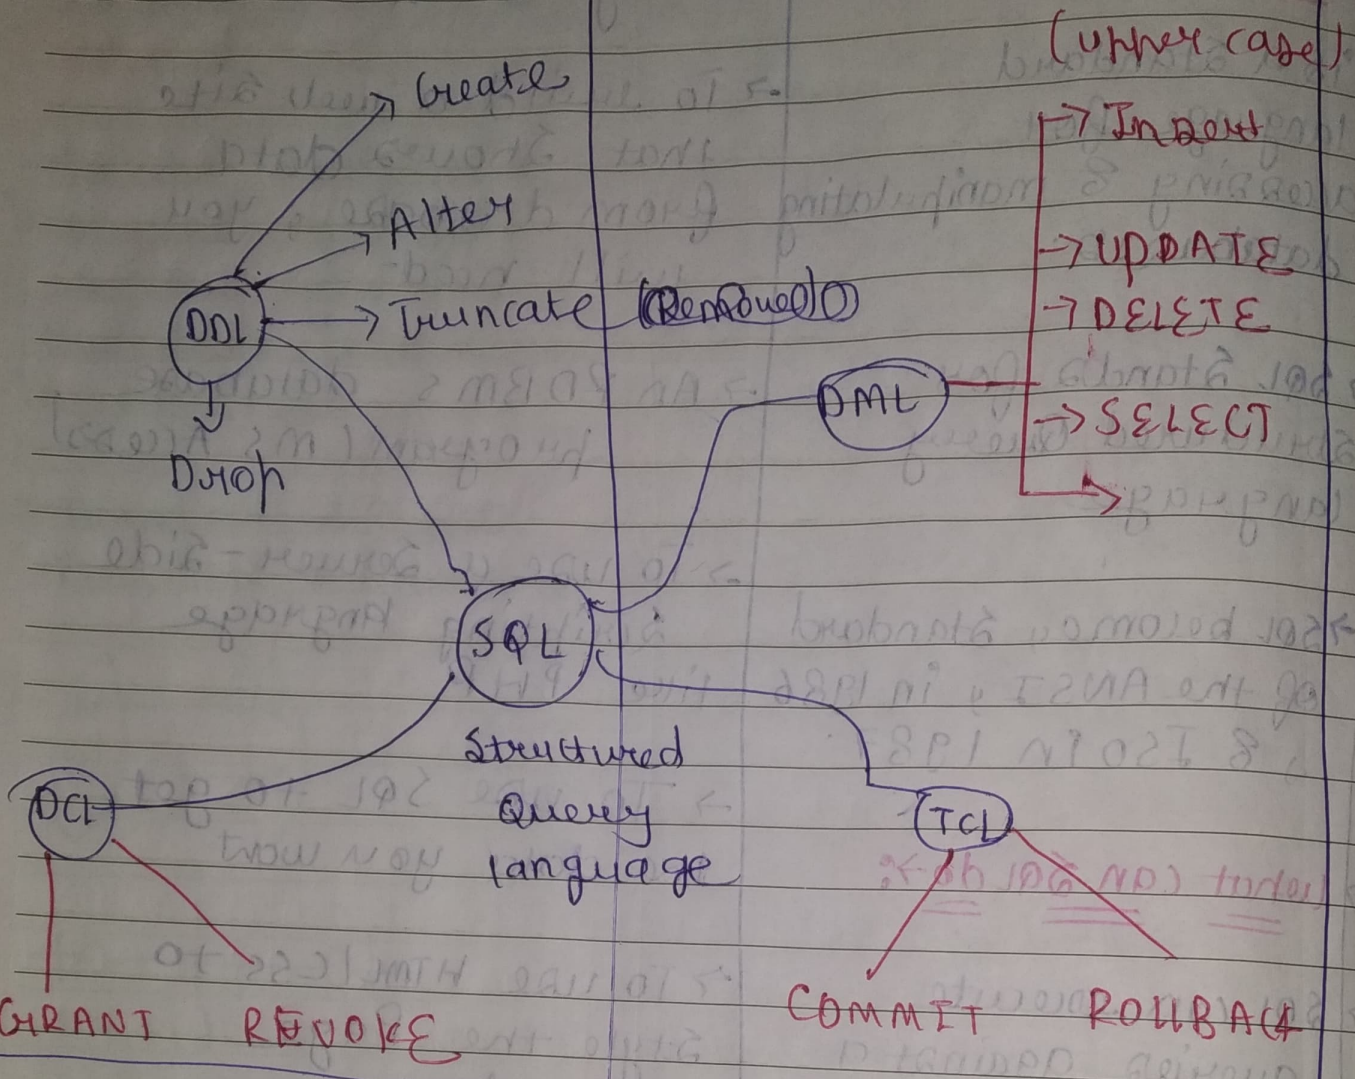 (upper case)
Create
→ Insert
Alter
→ UPDATE
DDL → Truncate (Removed)
→ DELETE
DML
→ SELECT
Drop
SQL
Structured
Query
language
DCL
TCL
GRANT REVOKE
COMMIT ROLLBACK